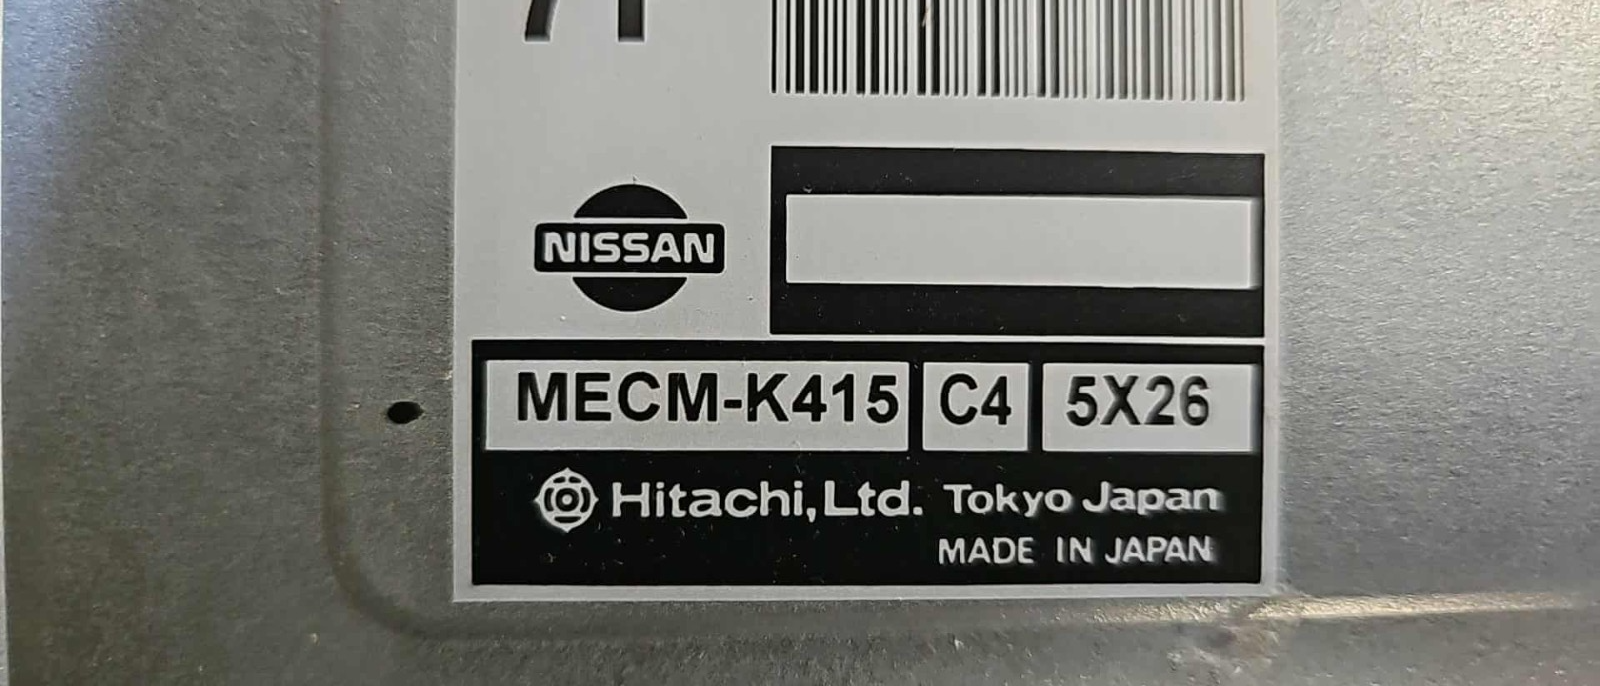 NISSAN
MECM-K415 C4 5X26
Hitachi, Ltd. Tokyo Japan
MADE IN JAPAN